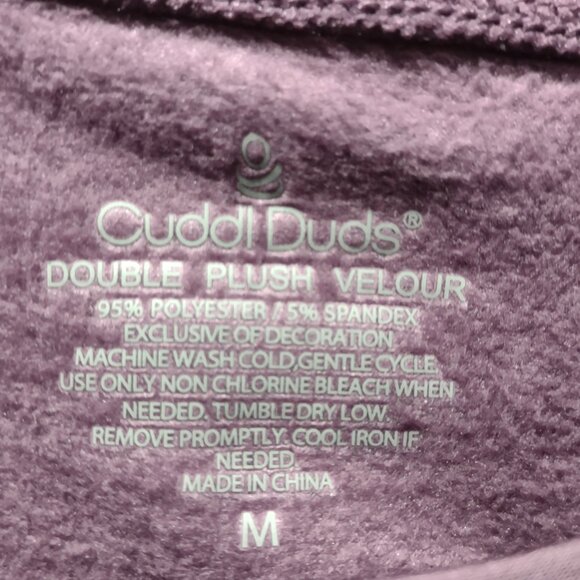 Cuddl Duds®
DOUBLE PLUSH VELOUR
95% POLYESTER / 5% SPANDEX
EXCLUSIVE OF DECORATION
MACHINE WASH COLD,GENTLE CYCLE.
USE ONLY NON CHLORINE BLEACH WHEN
NEEDED. TUMBLE DRY LOW.
REMOVE PROMPTLY. COOL IRON IF
NEEDED.
MADE IN CHINA
M